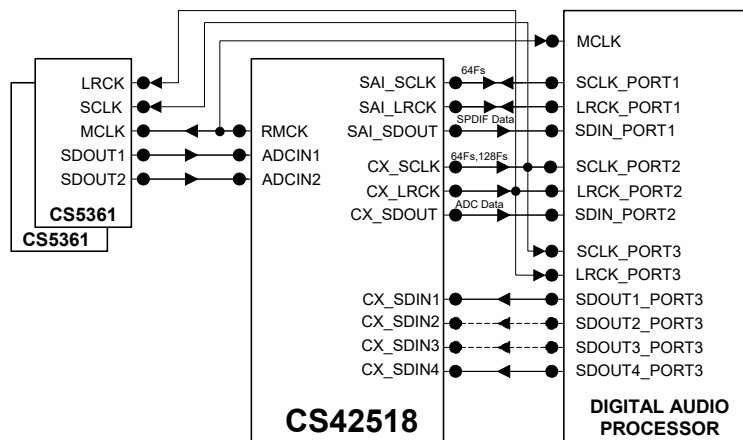 LRCK
SCLK
MCLK
SDOUT1
SDOUT2
CS5361
CS5361
RMCK
ADCIN1
ADCIN2
SAI_SCLK
SAI_LRCK
SAI_SDOUT
CX_SCLK
CX_LRCK
CX_SDOUT
CX_SDIN1
CX_SDIN2
CX_SDIN3
CX_SDIN4
CS42518
64Fs
SPDIF Data
64Fs,128Fs
ADC Data
MCLK
SCLK_PORT1
LRCK_PORT1
SDIN_PORT1
SCLK_PORT2
LRCK_PORT2
SDIN_PORT2
SCLK_PORT3
LRCK_PORT3
SDOUT1_PORT3
SDOUT2_PORT3
SDOUT3_PORT3
SDOUT4_PORT3
DIGITAL AUDIO
PROCESSOR